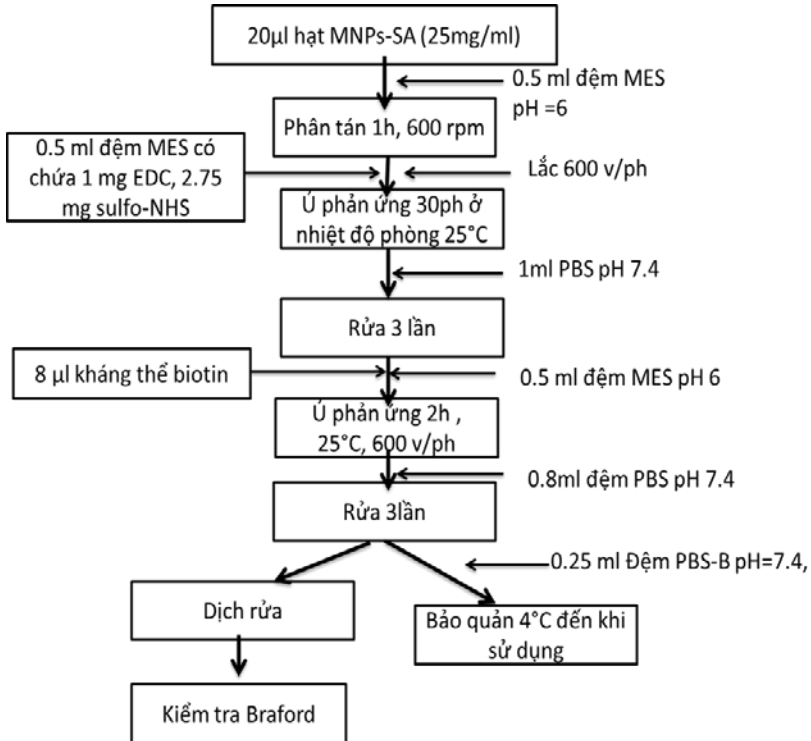 20µl hạt MNPs-SA (25mg/ml)
0.5 ml đệm MES
pH =6
Phân tán 1h, 600 rpm
0.5 ml đệm MES có
chứa 1 mg EDC, 2.75
mg sulfo-NHS
Lắc 600 v/ph
Ủ phản ứng 30ph ở
nhiệt độ phòng 25°C
1ml PBS pH 7.4
Rửa 3 lần
8 µl kháng thể biotin
0.5 ml đệm MES pH 6
Ủ phản ứng 2h ,
25°C, 600 v/ph
0.8ml đệm PBS pH 7.4
Rửa 3lần
0.25 ml Đệm PBS-B pH=7.4,
Dịch rửa
Bảo quản 4°C đến khi
sử dụng
Kiểm tra Braford